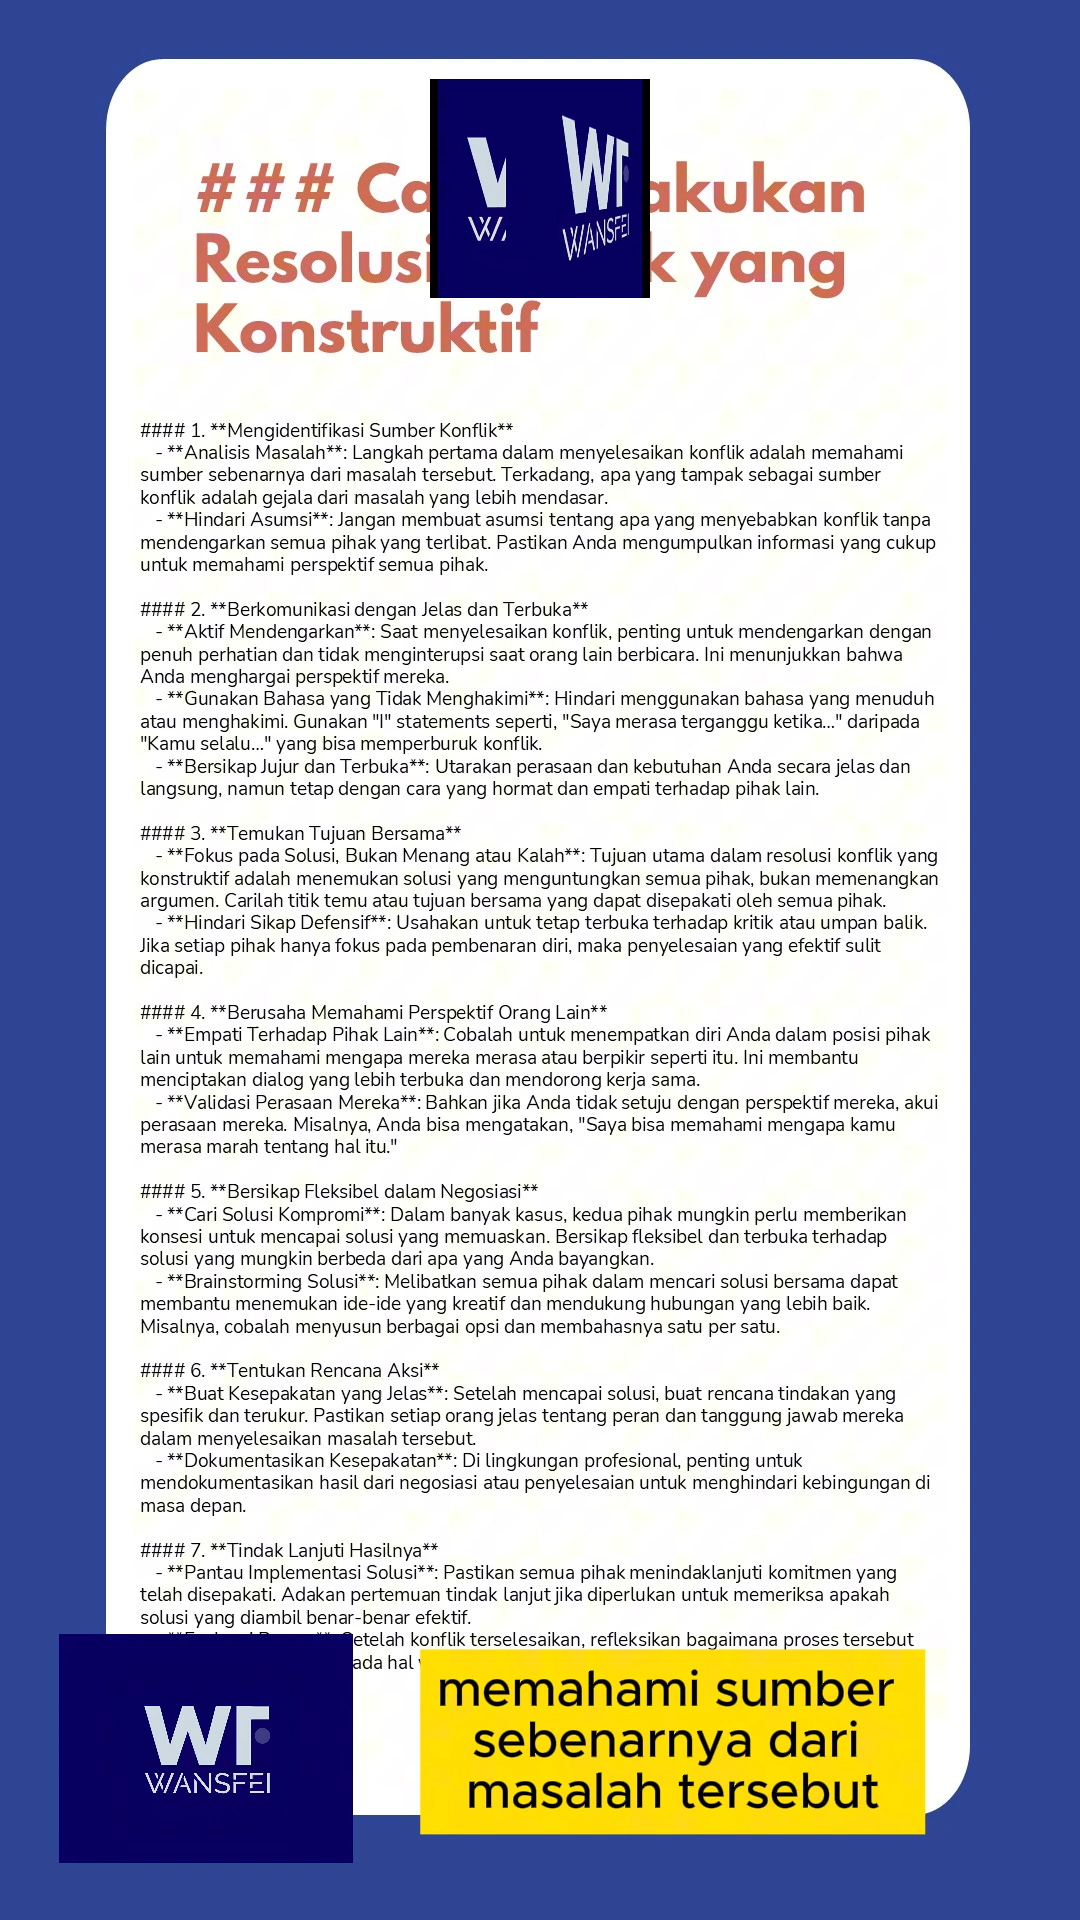 ### Ca akukan
Resolusi k yang
Konstruktif
WANSFEI
#### 1. **Mengidentifikasi Sumber Konflik**
- **Analisis Masalah**: Langkah pertama dalam menyelesaikan konflik adalah memahami
sumber sebenarnya dari masalah tersebut. Terkadang, apa yang tampak sebagai sumber
konflik adalah gejala dari masalah yang lebih mendasar.
- **Hindari Asumsi**: Jangan membuat asumsi tentang apa yang menyebabkan konflik tanpa
mendengarkan semua pihak yang terlibat. Pastikan Anda mengumpulkan informasi yang cukup
untuk memahami perspektif semua pihak.
#### 2. **Berkomunikasi dengan Jelas dan Terbuka**
- **Aktif Mendengarkan**: Saat menyelesaikan konflik, penting untuk mendengarkan dengan
penuh perhatian dan tidak menginterupsi saat orang lain berbicara. Ini menunjukkan bahwa
Anda menghargai perspektif mereka.
- **Gunakan Bahasa yang Tidak Menghakimi**: Hindari menggunakan bahasa yang menuduh
atau menghakimi. Gunakan "I" statements seperti, "Saya merasa terganggu ketika..." daripada
"Kamu selalu..." yang bisa memperburuk konflik.
- **Bersikap Jujur dan Terbuka**: Utarakan perasaan dan kebutuhan Anda secara jelas dan
langsung, namun tetap dengan cara yang hormat dan empati terhadap pihak lain.
#### 3. **Temukan Tujuan Bersama**
- **Fokus pada Solusi, Bukan Menang atau Kalah**: Tujuan utama dalam resolusi konflik yang
konstruktif adalah menemukan solusi yang menguntungkan semua pihak, bukan memenangkan
argumen. Carilah titik temu atau tujuan bersama yang dapat disepakati oleh semua pihak.
- **Hindari Sikap Defensif**: Usahakan untuk tetap terbuka terhadap kritik atau umpan balik.
Jika setiap pihak hanya fokus pada pembenaran diri, maka penyelesaian yang efektif sulit
dicapai.
#### 4. **Berusaha Memahami Perspektif Orang Lain**
- **Empati Terhadap Pihak Lain**: Cobalah untuk menempatkan diri Anda dalam posisi pihak
lain untuk memahami mengapa mereka merasa atau berpikir seperti itu. Ini membantu
menciptakan dialog yang lebih terbuka dan mendorong kerja sama.
- **Validasi Perasaan Mereka**: Bahkan jika Anda tidak setuju dengan perspektif mereka, akui
perasaan mereka. Misalnya, Anda bisa mengatakan, "Saya bisa memahami mengapa kamu
merasa marah tentang hal itu."
#### 5. **Bersikap Fleksibel dalam Negosiasi**
- **Cari Solusi Kompromi**: Dalam banyak kasus, kedua pihak mungkin perlu memberikan
konsesi untuk mencapai solusi yang memuaskan. Bersikap fleksibel dan terbuka terhadap
solusi yang mungkin berbeda dari apa yang Anda bayangkan.
- **Brainstorming Solusi**: Melibatkan semua pihak dalam mencari solusi bersama dapat
membantu menemukan ide-ide yang kreatif dan mendukung hubungan yang lebih baik.
Misalnya, cobalah menyusun berbagai opsi dan membahasnya satu per satu.
#### 6. **Tentukan Rencana Aksi**
- **Buat Kesepakatan yang Jelas**: Setelah mencapai solusi, buat rencana tindakan yang
spesifik dan terukur. Pastikan setiap orang jelas tentang peran dan tanggung jawab mereka
dalam menyelesaikan masalah tersebut.
- **Dokumentasikan Kesepakatan**: Di lingkungan profesional, penting untuk
mendokumentasikan hasil dari negosiasi atau penyelesaian untuk menghindari kebingungan di
masa depan.
#### 7. **Tindak Lanjuti Hasilnya**
- **Pantau Implementasi Solusi**: Pastikan semua pihak menindaklanjuti komitmen yang
telah disepakati. Adakan pertemuan tindak lanjut jika diperlukan untuk memeriksa apakah
solusi yang diambil benar-benar efektif.
Setelah konflik terselesaikan, refleksikan bagaimana proses tersebut
ada hal
WANSFEI
memahami sumber
sebenarnya dari
masalah tersebut